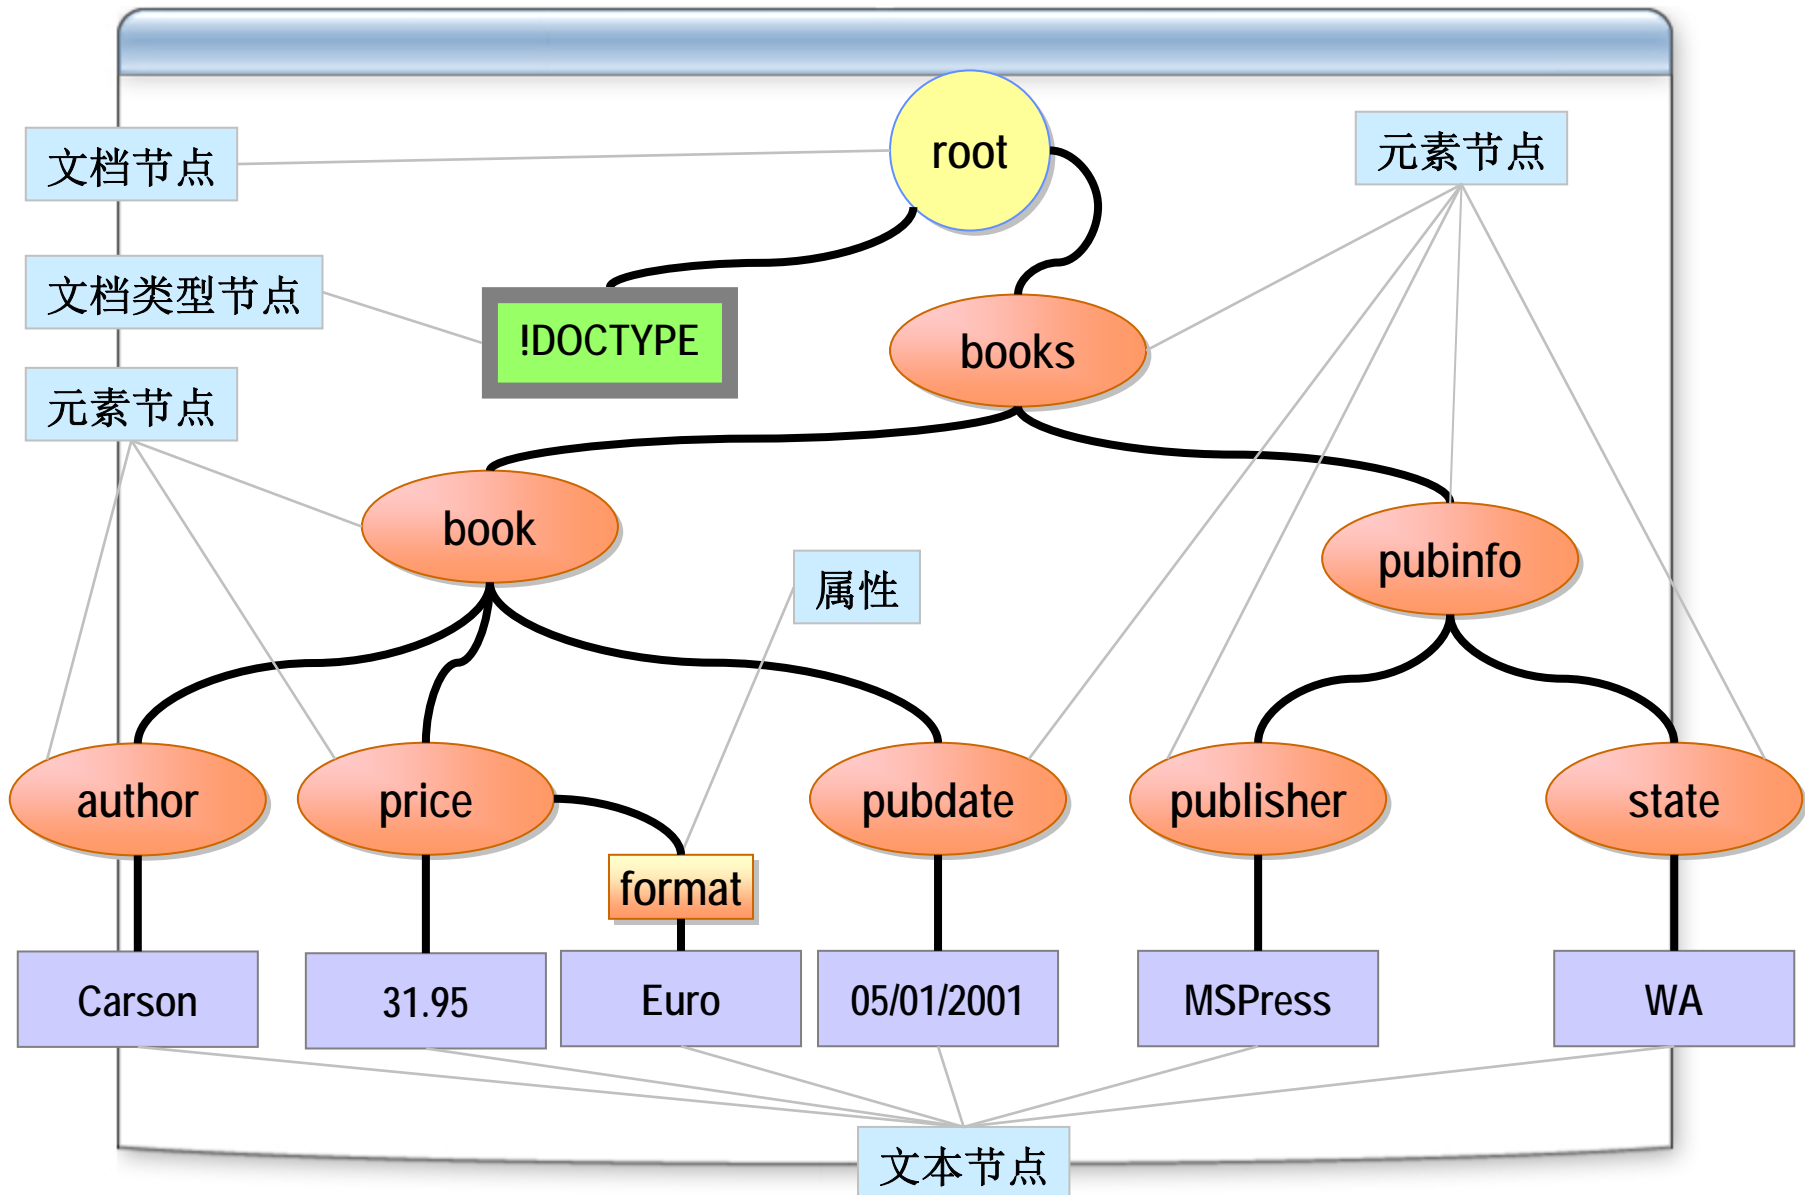 root
文档节点
元素节点
文档类型节点
!DOCTYPE
books
元素节点
book
pubinfo
属性
author
price
pubdate
publisher
state
format
Carson
31.95
Euro
05/01/2001
MSPress
WA
文本节点